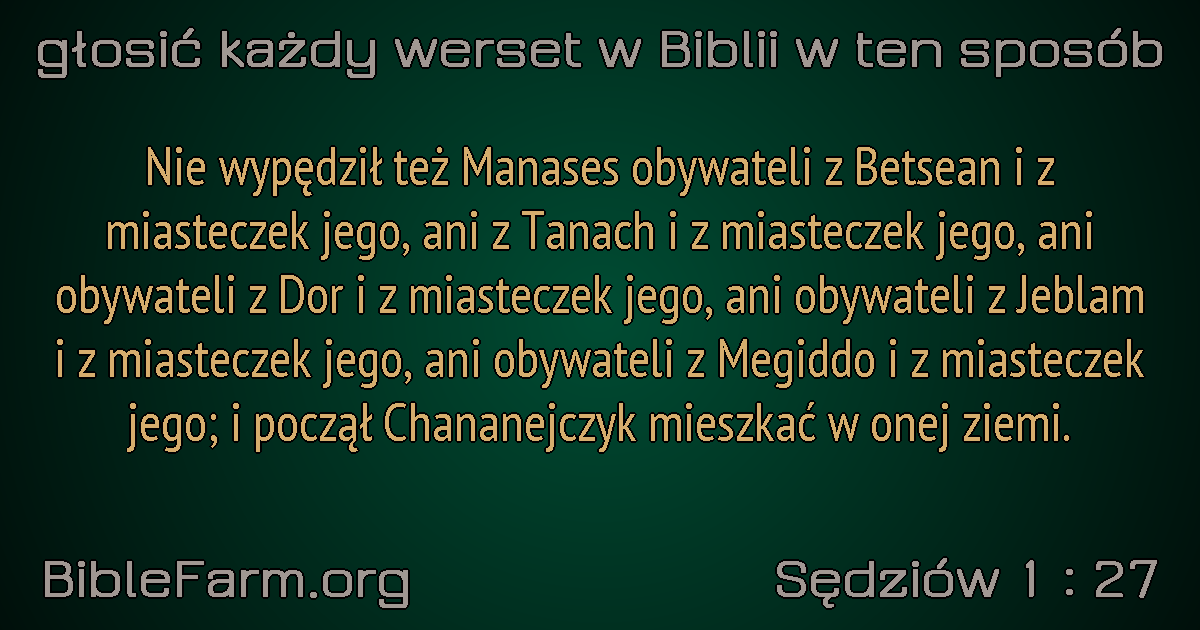 głosić każdy werset w Biblii w ten sposób
Nie wypędził też Manases obywateli z Betsean i z
miasteczek jego, ani z Tanach i z miasteczek jego, ani
obywateli z Dor i z miasteczek jego, ani obywateli z Jeblam
i z miasteczek jego, ani obywateli z Megiddo i z miasteczek
jego; i począł Chananejczyk mieszkać w onej ziemi.
BibleFarm.org
Sędziów 1 : 27